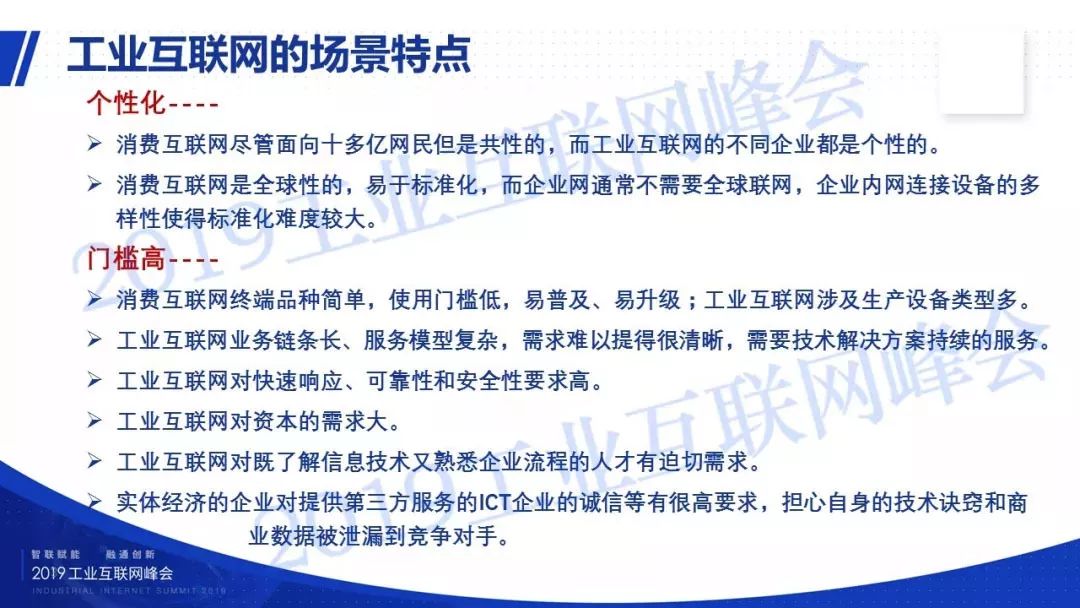 工业互联网的场景特点
个性化----
➢ 消费互联网尽管面向十多亿网民但是共性的，而工业互联网的不同企业都是个性的。
➢ 消费互联网是全球性的，易于标准化，而企业网通常不需要全球联网，企业内网连接设备的多
样性使得标准化难度较大。
门槛高----
➢ 消费互联网终端品种简单，使用门槛低，易普及、易升级；工业互联网涉及生产设备类型多。
➢ 工业互联网业务链条长、服务模型复杂，需求难以提得很清晰，需要技术解决方案持续的服务。
➢ 工业互联网对快速响应、可靠性和安全性要求高。
➢ 工业互联网对资本的需求大。
➢ 工业互联网对既了解信息技术又熟悉企业流程的人才有迫切需求。
➢ 实体经济的企业对提供第三方服务的ICT企业的诚信等有很高要求，担心自身的技术诀窍和商
业数据被泄漏到竞争对手。
2019工业互联网峰会
2019工业互联网峰会
智联赋能 融通创新
2019工业互联网峰会
INDUSTRIAL INTERNET SUMMIT 2019